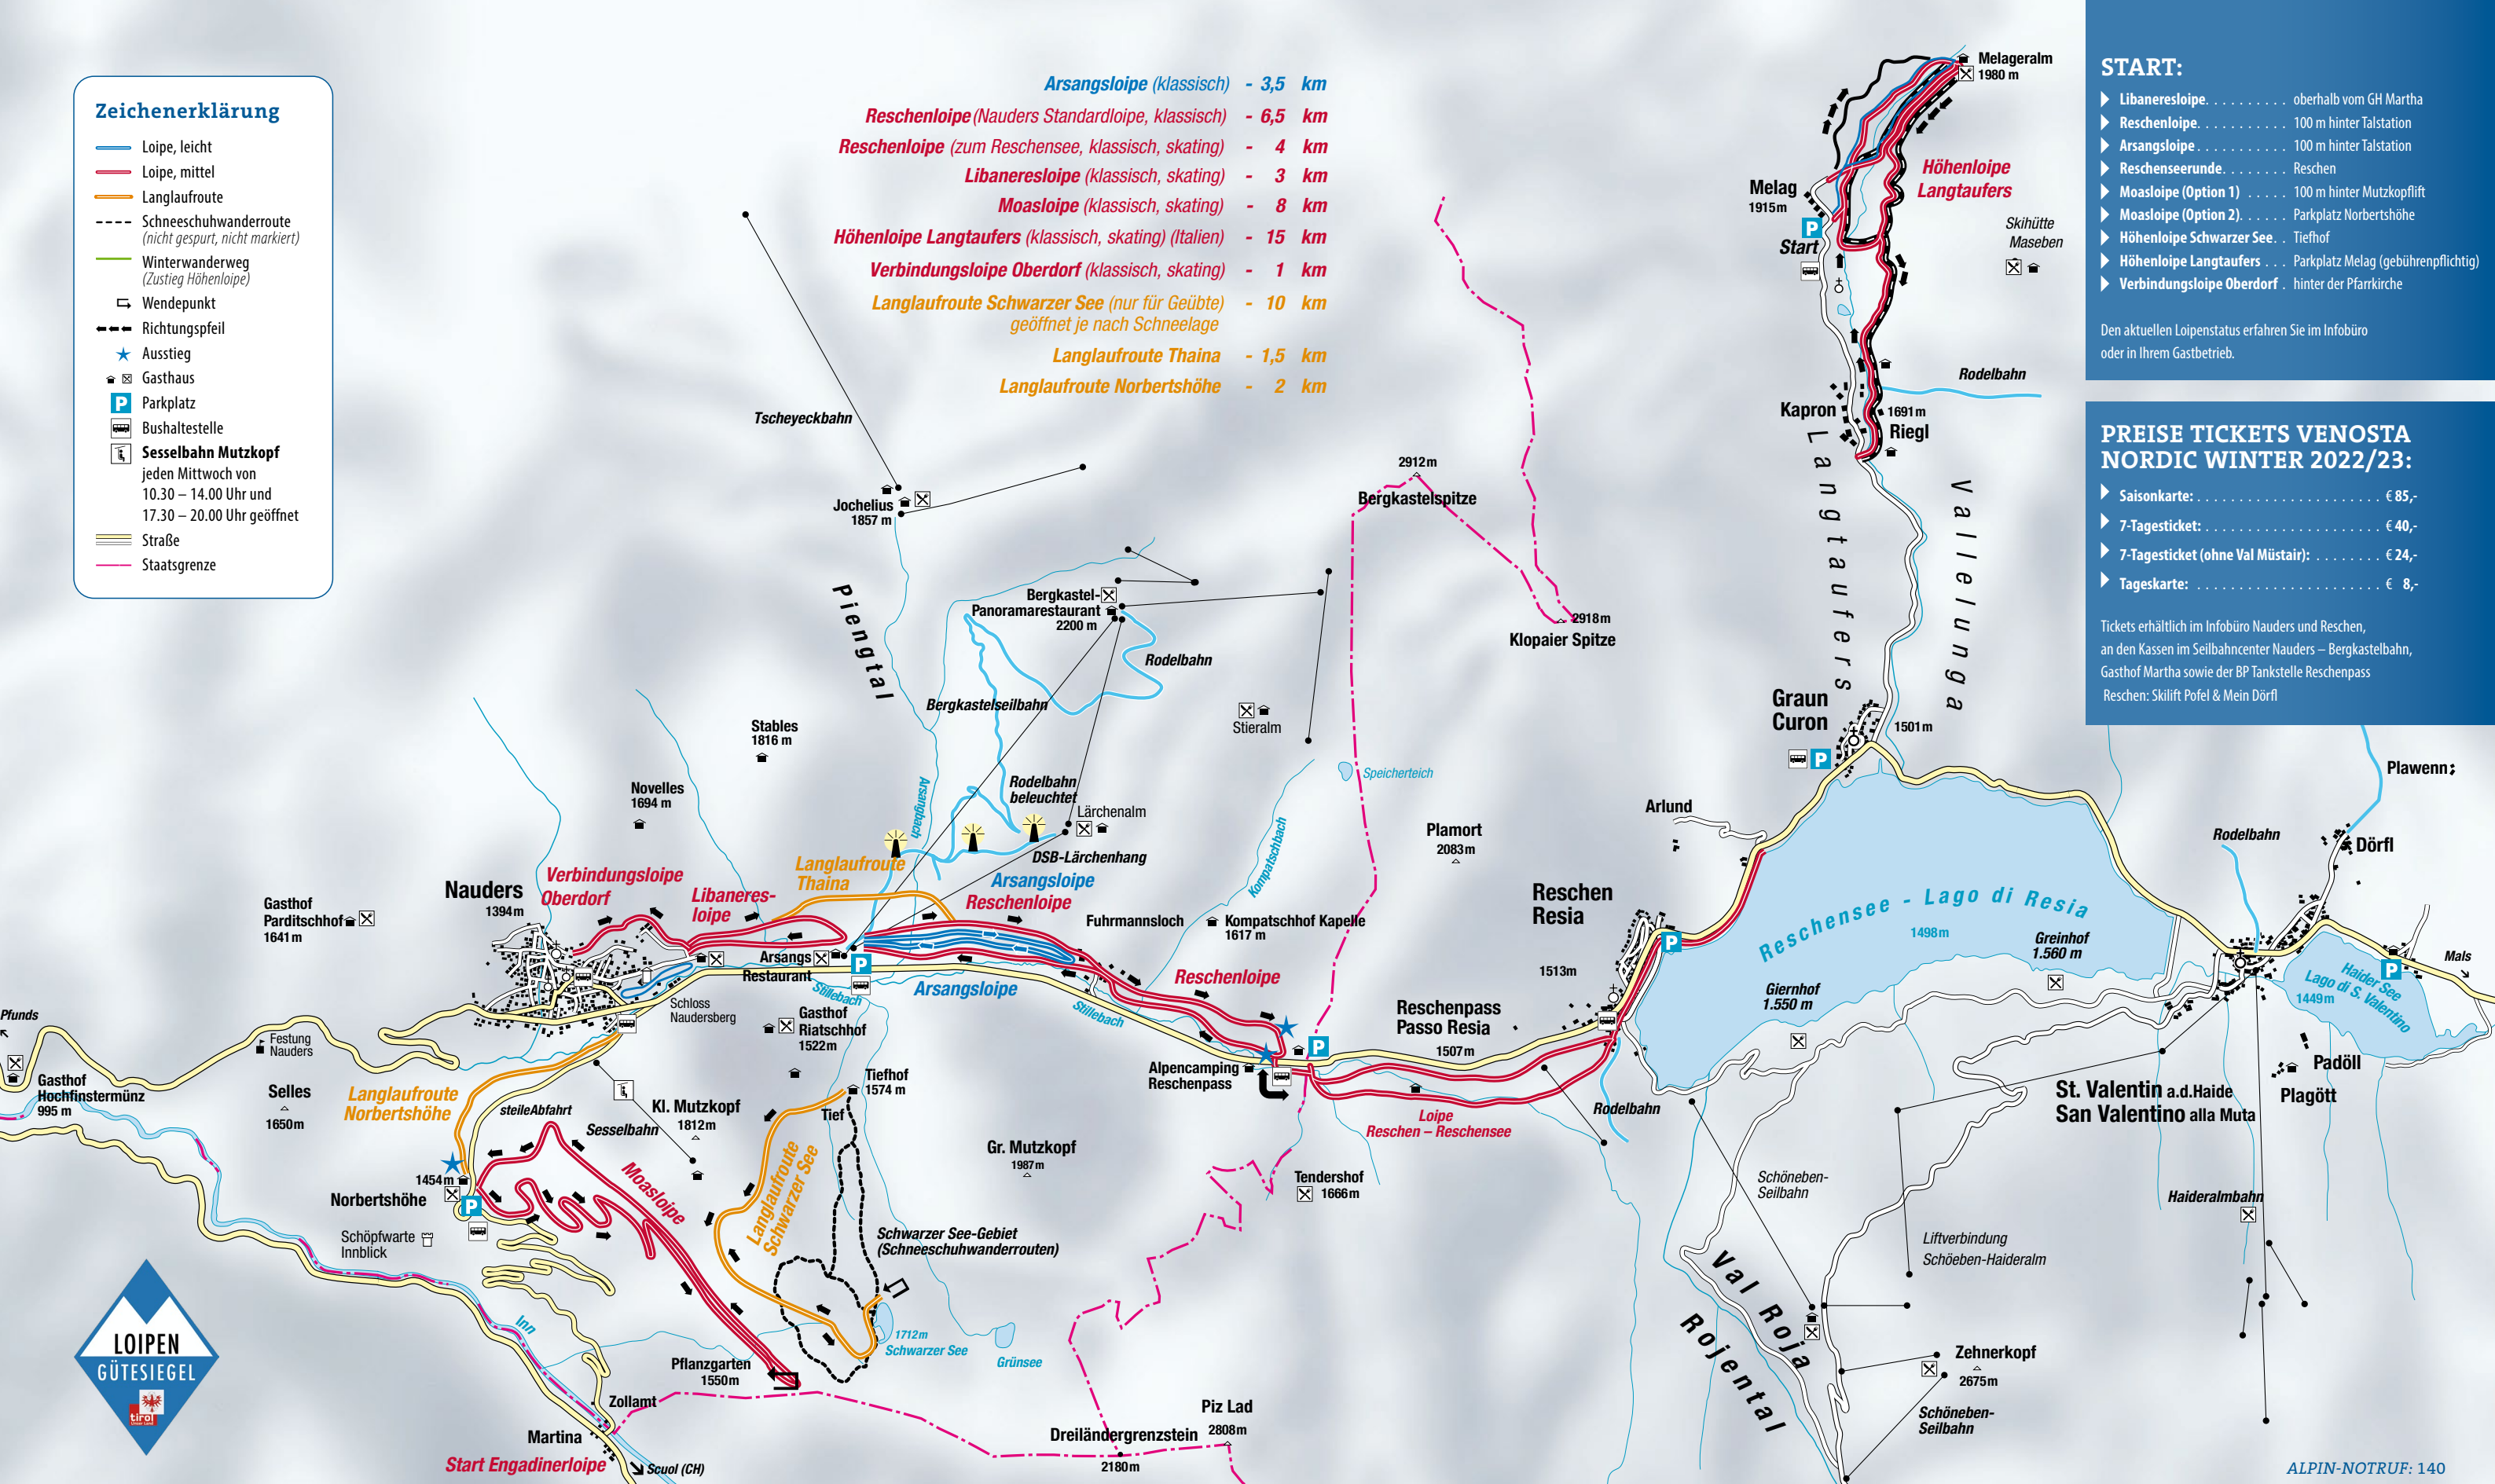 Zeichenerklärung
Loipe, leicht
Loipe, mittel
Langlaufroute
Schneeschuhwanderroute
(nicht gespurt, nicht markiert)
Winterwanderweg
(Zustieg Höhenloipe)
Wendepunkt
Richtungspfeil
Ausstieg
Gasthaus
P Parkplatz
Bushaltestelle
Sesselbahn Mutzkopf
jeden Mittwoch von
10.30 – 14.00 Uhr und
17.30 – 20.00 Uhr geöffnet
Straße
Staatsgrenze
Arsangsloipe (klassisch) - 3,5 km
Reschenloipe (Nauders Standardloipe, klassisch) - 6,5 km
Reschenloipe (zum Reschensee, klassisch, skating) - 4 km
Libaneresloipe (klassisch, skating) - 3 km
Moasloipe (klassisch, skating) - 8 km
Höhenloipe Langtaufers (klassisch, skating) (Italien) - 15 km
Verbindungsloipe Oberdorf (klassisch, skating) - 1 km
Langlaufroute Schwarzer See (nur für Geübte) - 10 km
geöffnet je nach Schneelage
Langlaufroute Thaina - 1,5 km
Langlaufroute Norbertshöhe - 2 km
START:
Libaneresloipe. . . . . . . . . . oberhalb vom GH Martha
Reschenloipe. . . . . . . . . . . 100 m hinter Talstation
Arsangsloipe . . . . . . . . . . . 100 m hinter Talstation
Reschenseerunde. . . . . . . . Reschen
Moasloipe (Option 1) . . . . . 100 m hinter Mutzkopflift
Moasloipe (Option 2). . . . . . Parkplatz Norbertshöhe
Höhenloipe Schwarzer See. . Tiefhof
Höhenloipe Langtaufers . . . Parkplatz Melag (gebührenpflichtig)
Verbindungsloipe Oberdorf . hinter der Pfarrkirche
Den aktuellen Loipenstatus erfahren Sie im Infobüro
oder in Ihrem Gastbetrieb.
PREISE TICKETS VENOSTA
NORDIC WINTER 2022/23:
Saisonkarte: . . . . . . . . . . € 85,-
7-Tagesticket: . . . . . . . . . . € 40,-
7-Tagesticket (ohne Val Müstair): . . . . . . . . € 24,-
Tageskarte: . . . . . . . . . . € 8,-
Tickets erhältlich im Infobüro Nauders und Reschen,
an den Kassen im Seilbahncenter Nauders – Bergkastelbahn,
Gasthof Martha sowie der BP Tankstelle Reschenpass
Reschen: Skilift Pofel & Mein Dörfl
Melageralm
1980 m
Höhenloipe
Langtaufers
Melag
1915m
P
Start
Skihütte
Maseben
Rodelbahn
Kapron
1691m
Riegl
Langtaufers
Vallelunga
Tscheyeckbahn
Jochelius
1857 m
Piengtal
2912m
Bergkastelspitze
2918m
Klopaier Spitze
Bergkastel-
Panoramarestaurant
2200 m
Rodelbahn
Bergkastelseilbahn
Stieralm
Stables
1816 m
Novelles
1694 m
Arsangbach
Rodelbahn
beleuchtet
Lärchenalm
DSB-Lärchenhang
Speicherteich
Kompatschbach
Plamort
2083m
Graun
Curon
1501m
P
Arlund
Plawenn
Rodelbahn
Dörfl
Gasthof
Parditschhof
1641 m
Nauders
1394m
Verbindungsloipe
Oberdorf
Libaneres-
loipe
Langlaufroute
Thaina
Arsangsloipe
Reschenloipe
Fuhrmannsloch
Kompatschhof Kapelle
1617 m
Arsangs
Restaurant
P
Stillebach
Arsangsloipe
Stillebach
Reschenloipe
Reschen
Resia
1513m
P
Reschensee - Lago di Resia
1498m
Greinhof
1.560 m
Giernhof
1.550 m
Haider See
Lago di S. Valentino
1449m
P
Mals
Pfunds
Festung
Nauders
Schloss
Naudersberg
Gasthof
Riatschhof
1522m
Reschenpass
Passo Resia
1507m
P
Alpencamping
Reschenpass
Gasthof
Hochfinstermünz
995 m
Selles
1650m
Langlaufroute
Norbertshöhe
steileAbfahrt
Sesselbahn
Kl. Mutzkopf
1812m
Tiefhof
1574 m
Tief
Loipe
Reschen – Reschensee
Rodelbahn
St. Valentin a.d.Haide
San Valentino alla Muta
Padöll
Plagött
Gr. Mutzkopf
1987m
Tendershof
1666m
1454m
Norbertshöhe
P
Moasloipe
Langlaufroute
Schwarzer See
Schöpfwarte
Innblick
Schwarzer See-Gebiet
(Schneeschuhwanderrouten)
Schöneben-
Seilbahn
Haideralmbahn
Liftverbindung
Schöeben-Haideralm
Val Roja
Rojental
Inn
1712m
Schwarzer See
Grünsee
Pflanzgarten
1550m
Zehnerkopf
2675m
Schöneben-
Seilbahn
Zollamt
Martina
Start Engadinerloipe
Scuol (CH)
Piz Lad
2808m
Dreiländergrenzstein
2180m
LOIPEN
GÜTESIEGEL
tirol
ALPIN-NOTRUF: 140